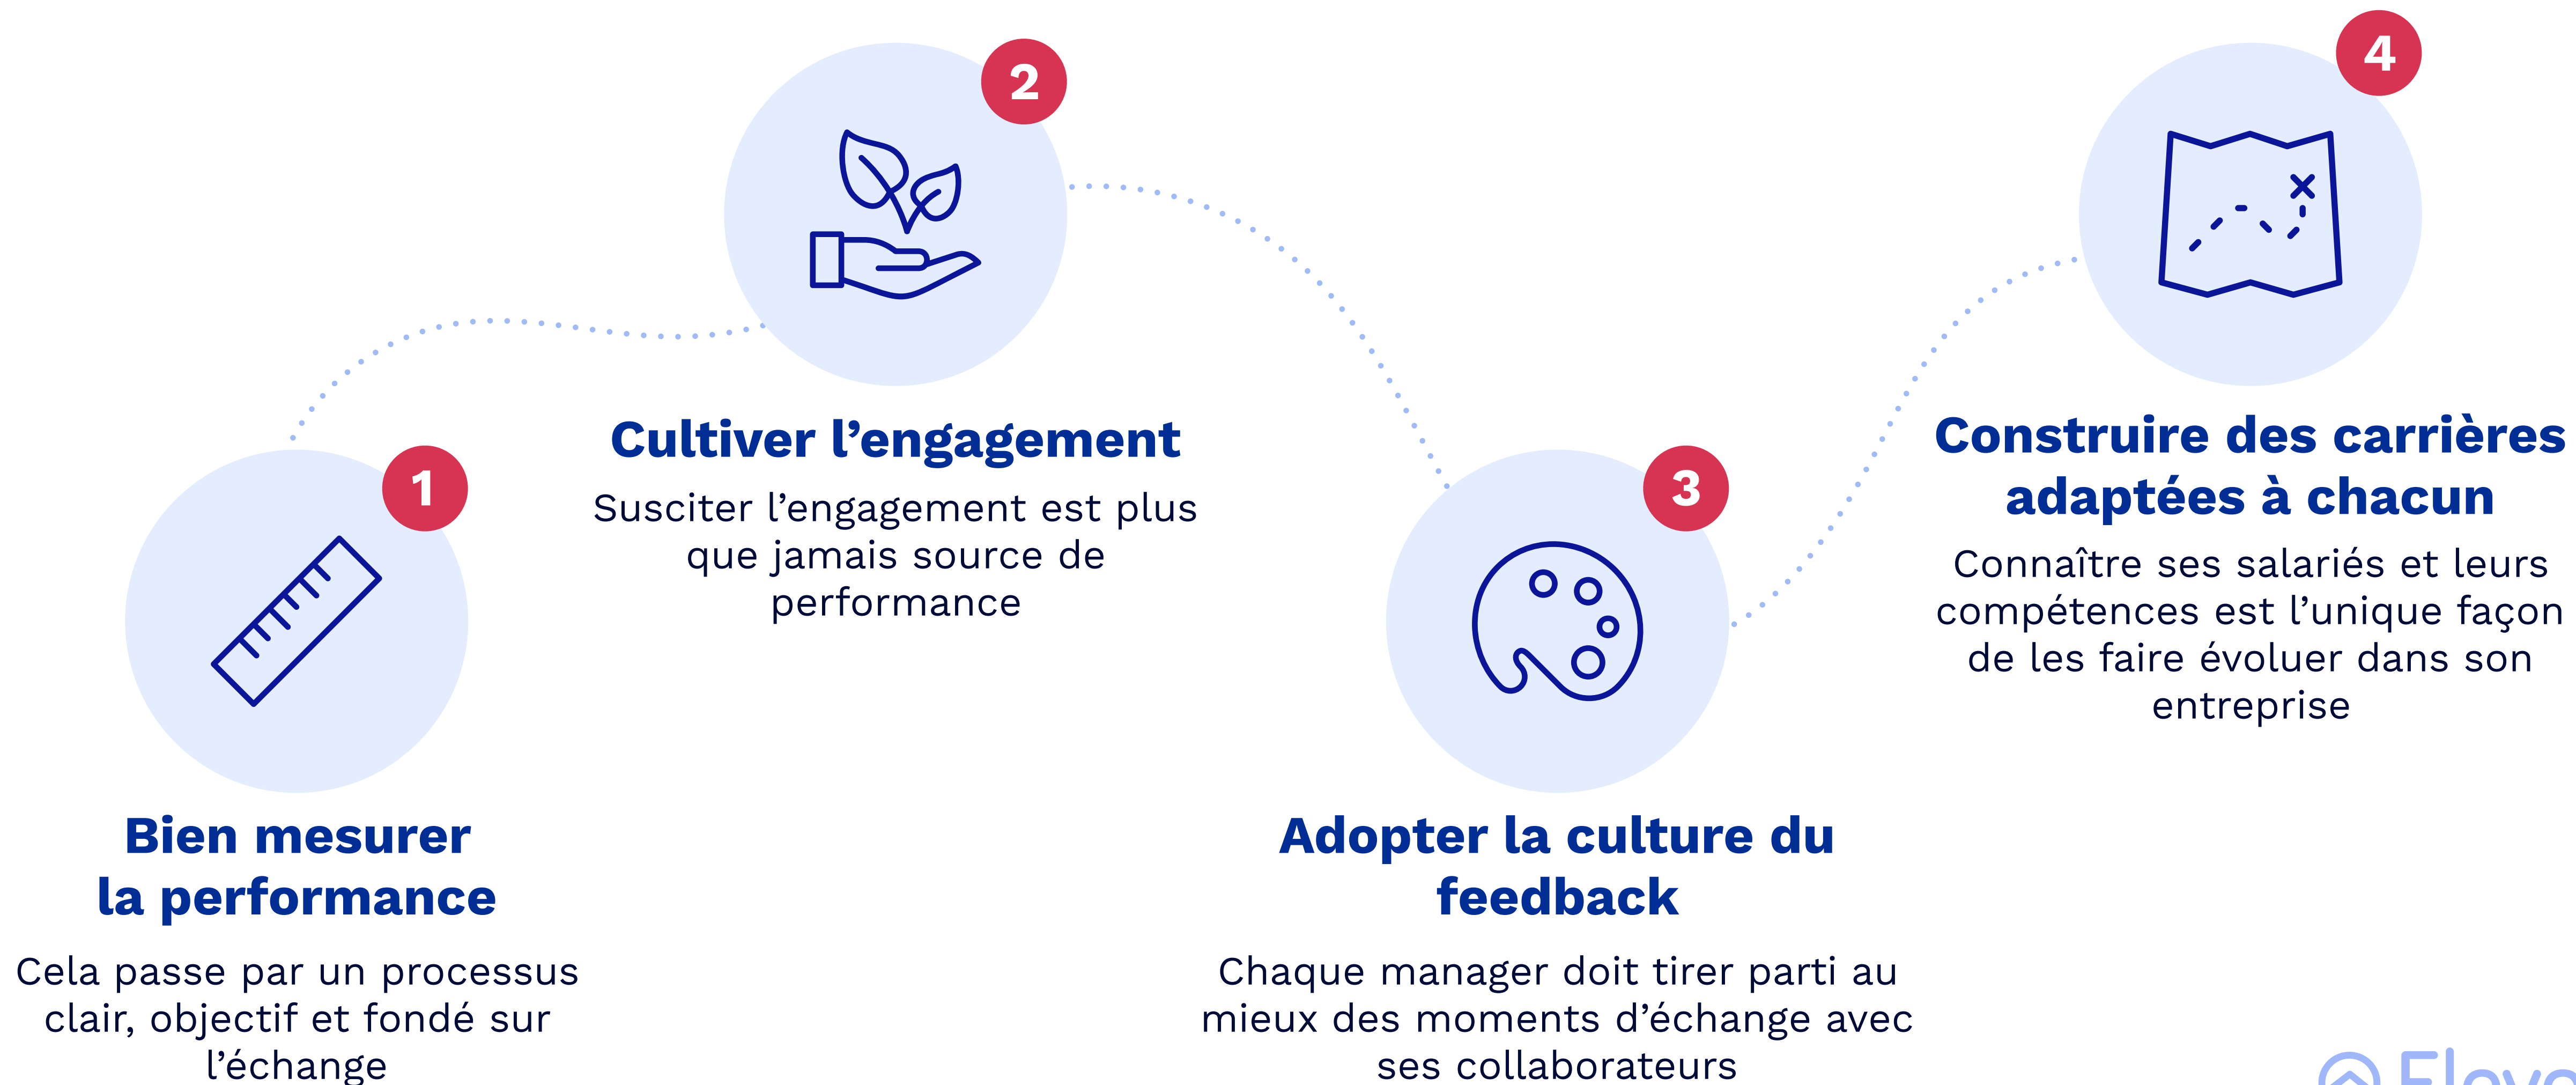 1
Bien mesurer
la performance
Cela passe par un processus
clair, objectif et fondé sur
l’échange
2
Cultiver l’engagement
Susciter l’engagement est plus
que jamais source de
performance
3
Adopter la culture du
feedback
Chaque manager doit tirer parti au
mieux des moments d’échange avec
ses collaborateurs
4
Construire des carrières
adaptées à chacun
Connaître ses salariés et leurs
compétences est l’unique façon
de les faire évoluer dans son
entreprise